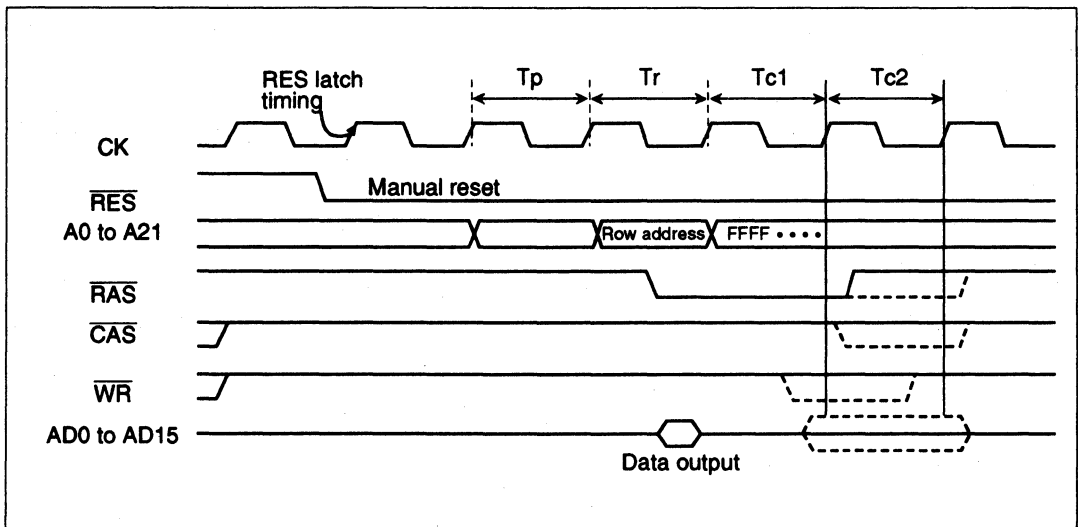 RES latch
timing
Tp
Tr
Tc1
Tc2
CK
RES
Manual reset
A0 to A21
Row address
FFFF • • • •
RAS
CAS
WR
AD0 to AD15
Data output